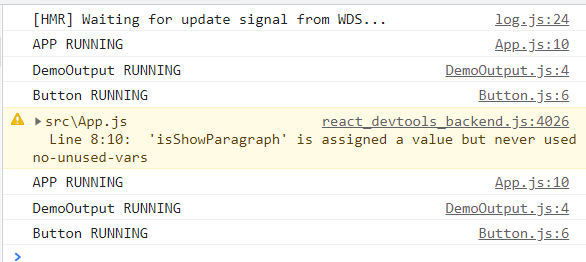 [HMR] Waiting for update signal from WDS... log.js:24
APP RUNNING App.js:10
DemoOutput RUNNING DemoOutput.js:4
Button RUNNING Button.js:6
src\App.js react_devtools_backend.js:4026
Line 8:10: 'isShowParagraph' is assigned a value but never used
no-unused-vars
APP RUNNING App.js:10
DemoOutput RUNNING DemoOutput.js:4
Button RUNNING Button.js:6